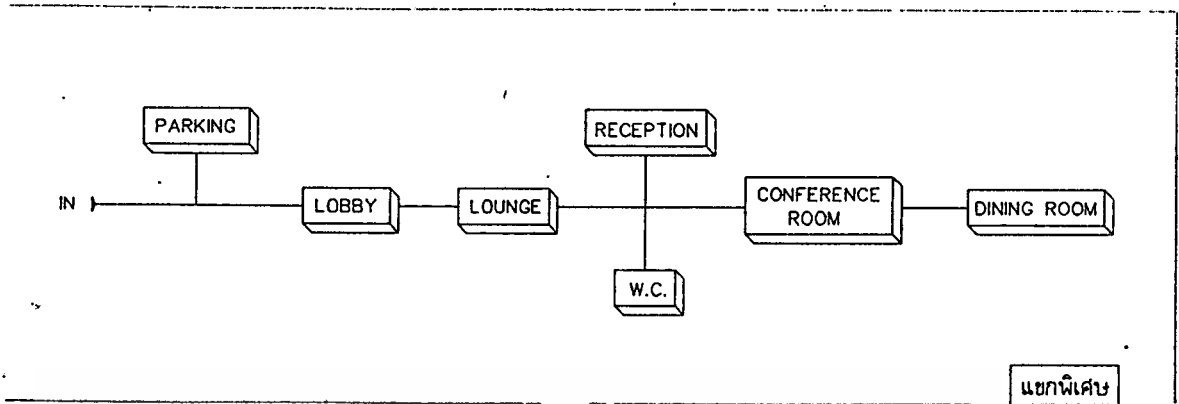 PARKING
RECEPTION
IN
LOBBY
LOUNGE
CONFERENCE
ROOM
DINING ROOM
W.C.
แขกพิเศษ